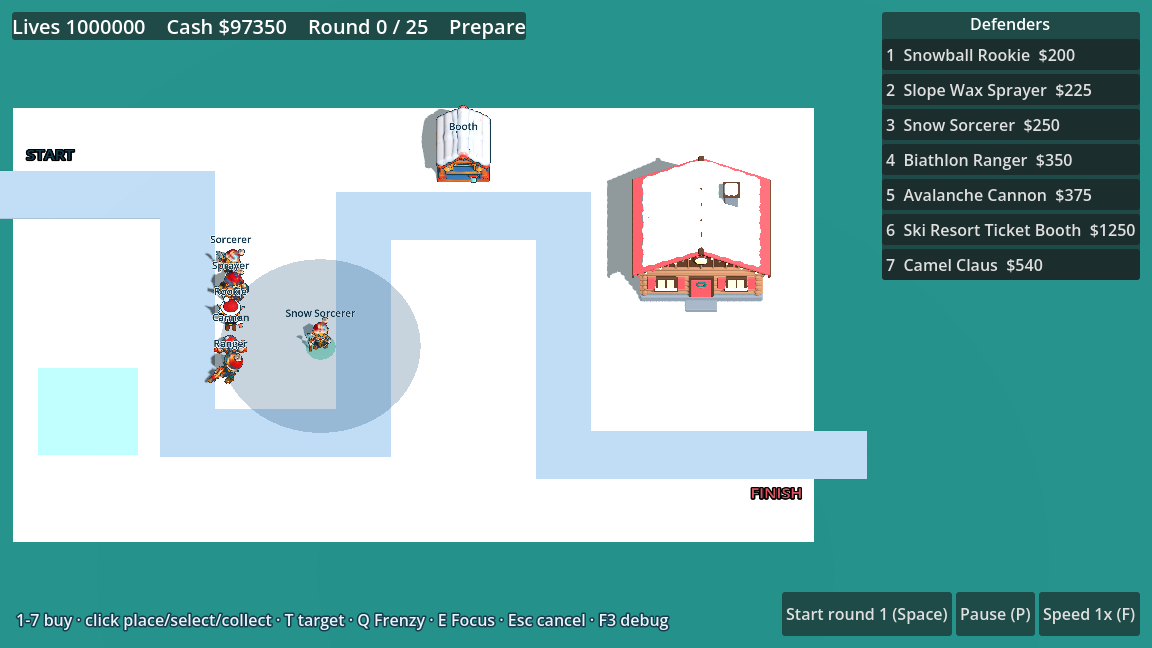 Lives 1000000 Cash $97350 Round 0 / 25 Prepare
Defenders
1 Snowball Rookie $200
2 Slope Wax Sprayer $225
3 Snow Sorcerer $250
4 Biathlon Ranger $350
5 Avalanche Cannon $375
6 Ski Resort Ticket Booth $1250
7 Camel Claus $540
Booth
START
Sorcerer
Sprayer
Rookie
Cannon
Ranger
Snow Sorcerer
FINISH
1-7 buy · click place/select/collect · T target · Q Frenzy · E Focus · Esc cancel · F3 debug
Start round 1 (Space) Pause (P) Speed 1x (F)